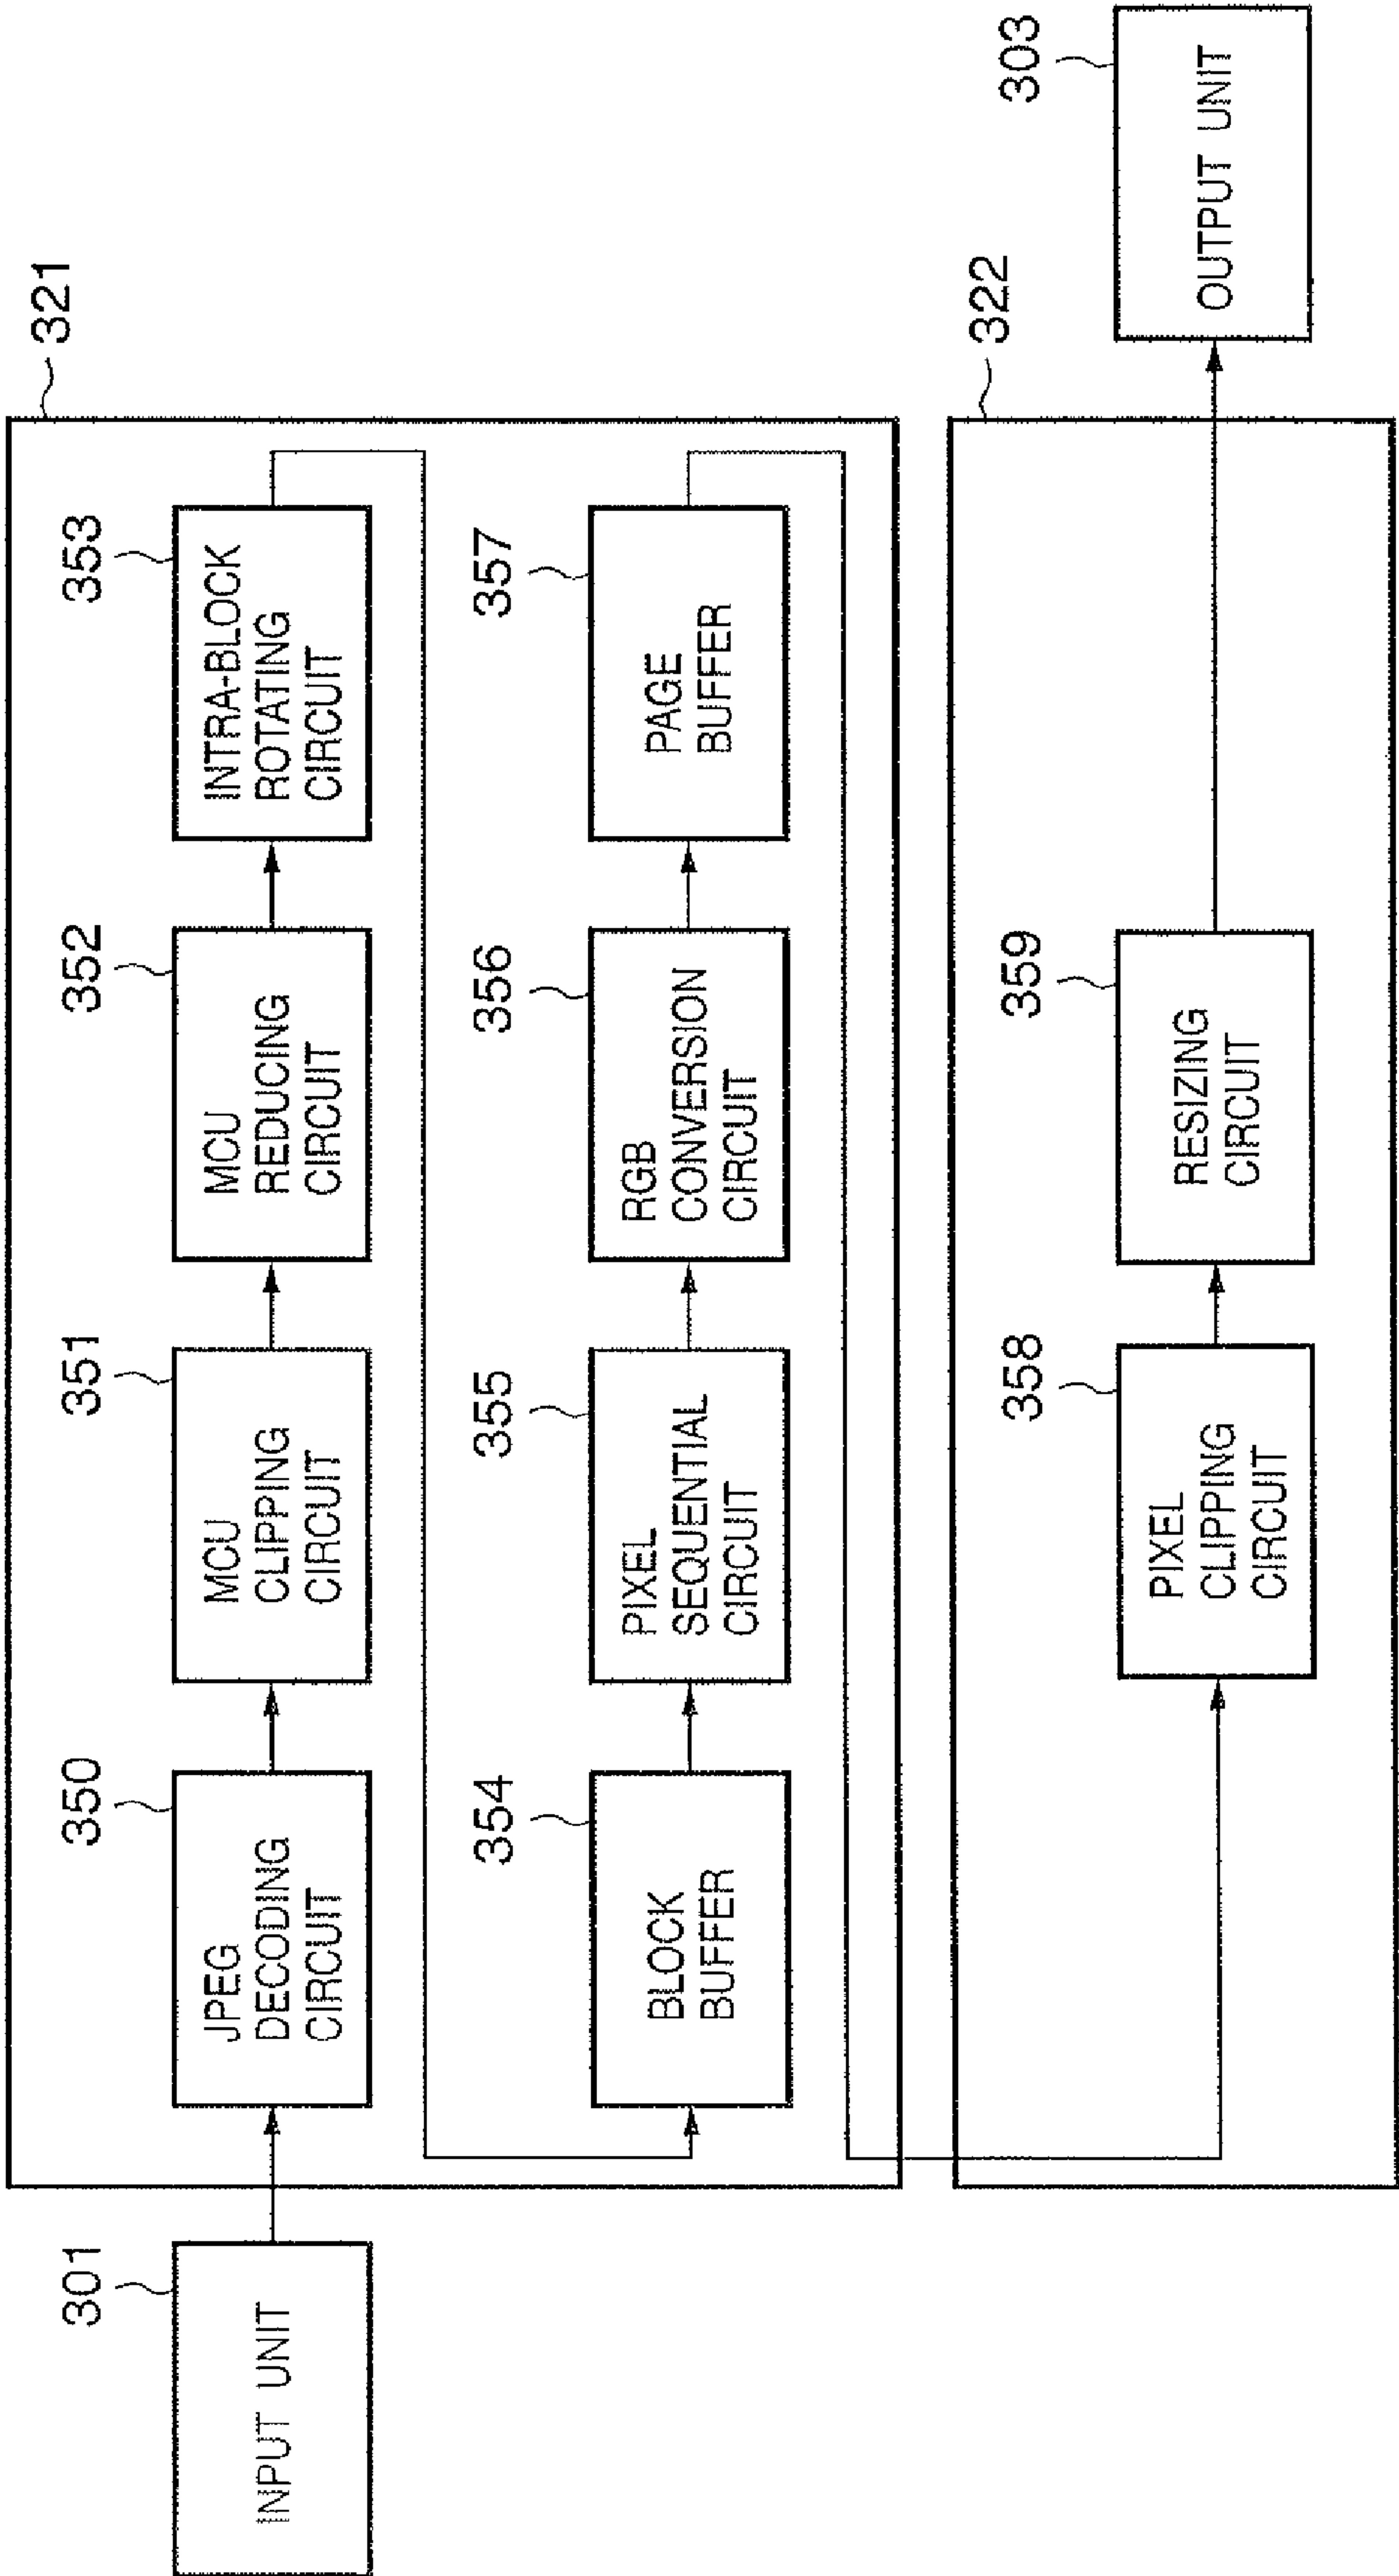 321
301
INPUT UNIT
350
JPEG
DECODING
CIRCUIT
351
MCU
CLIPPING
CIRCUIT
352
MCU
REDUCING
CIRCUIT
353
INTRA-BLOCK
ROTATING
CIRCUIT
354
BLOCK
BUFFER
355
PIXEL
SEQUENTIAL
CIRCUIT
356
RGB
CONVERSION
CIRCUIT
357
PAGE
BUFFER
322
358
PIXEL
CLIPPING
CIRCUIT
359
RESIZING
CIRCUIT
303
OUTPUT UNIT